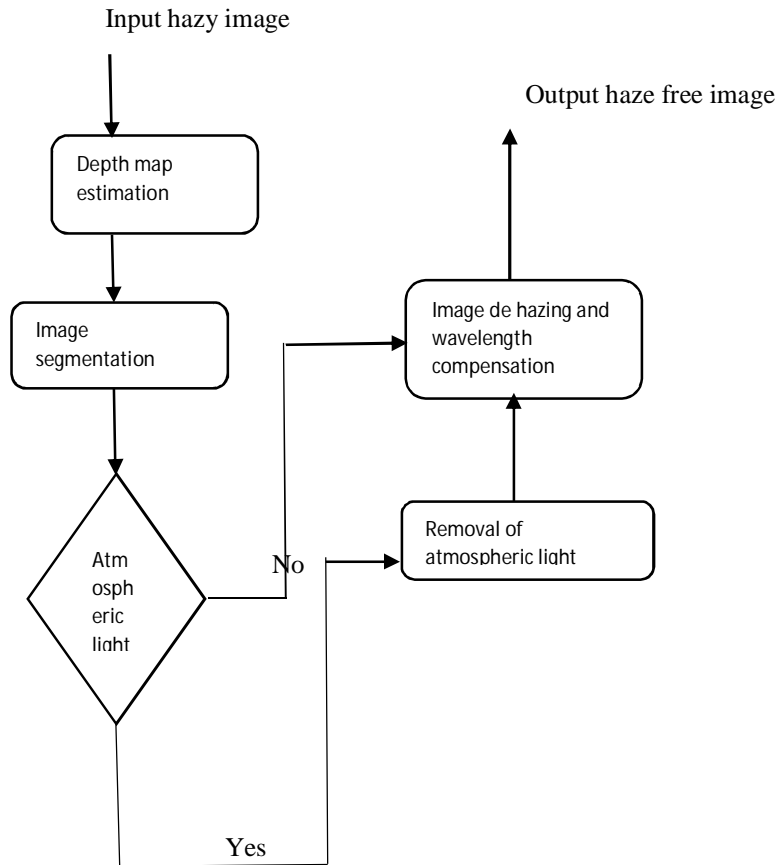 Input hazy image
Output haze free image
Depth map
estimation
Image
segmentation
Image de hazing and
wavelength
compensation
Removal of
atmospheric light
No
Atm
osph
eric
light
Yes